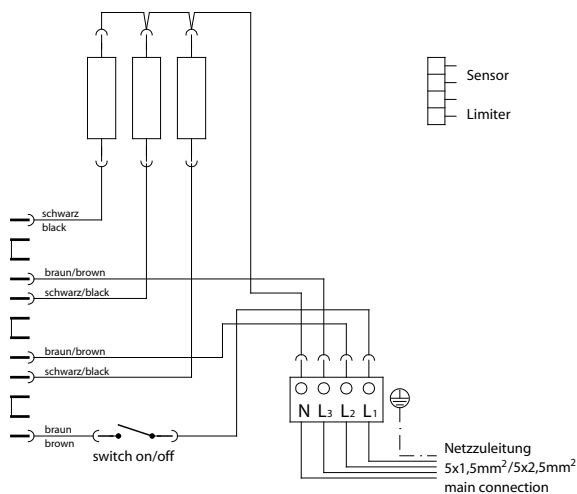 Sensor
Limiter
schwarz
black
braun/brown
schwarz/black
braun/brown
schwarz/black
braun
brown
switch on/off
N L3 L2 L1
Netzzuleitung
5x1,5mm²/5x2,5mm²
main connection